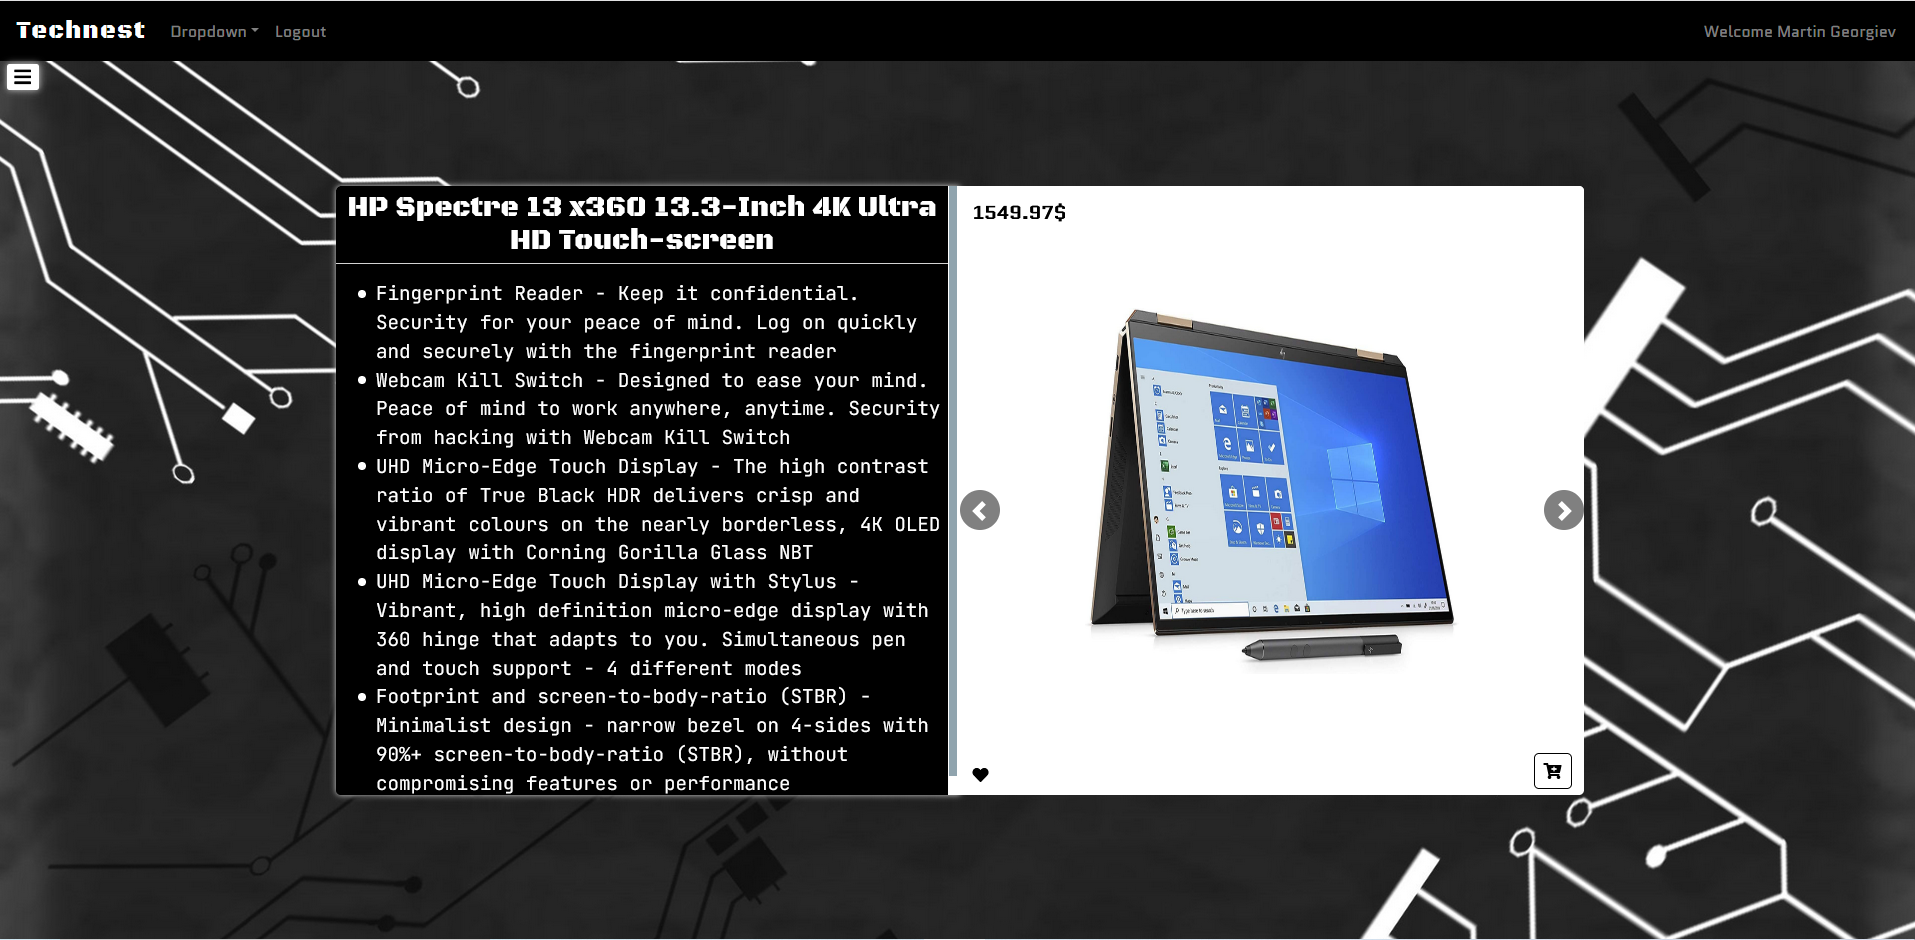 Technest
Dropdown
Logout
Welcome Martin Georgiev
HP Spectre 13 x360 13.3-Inch 4K Ultra
HD Touch-screen
Fingerprint Reader - Keep it confidential.
Security for your peace of mind. Log on quickly
and securely with the fingerprint reader
Webcam Kill Switch - Designed to ease your mind.
Peace of mind to work anywhere, anytime. Security
from hacking with Webcam Kill Switch
UHD Micro-Edge Touch Display - The high contrast
ratio of True Black HDR delivers crisp and
vibrant colours on the nearly borderless, 4K OLED
display with Corning Gorilla Glass NBT
UHD Micro-Edge Touch Display with Stylus -
Vibrant, high definition micro-edge display with
360 hinge that adapts to you. Simultaneous pen
and touch support - 4 different modes
Footprint and screen-to-body-ratio (STBR) -
Minimalist design - narrow bezel on 4-sides with
90%+ screen-to-body-ratio (STBR), without
compromising features or performance
1549.97$
Type here to search